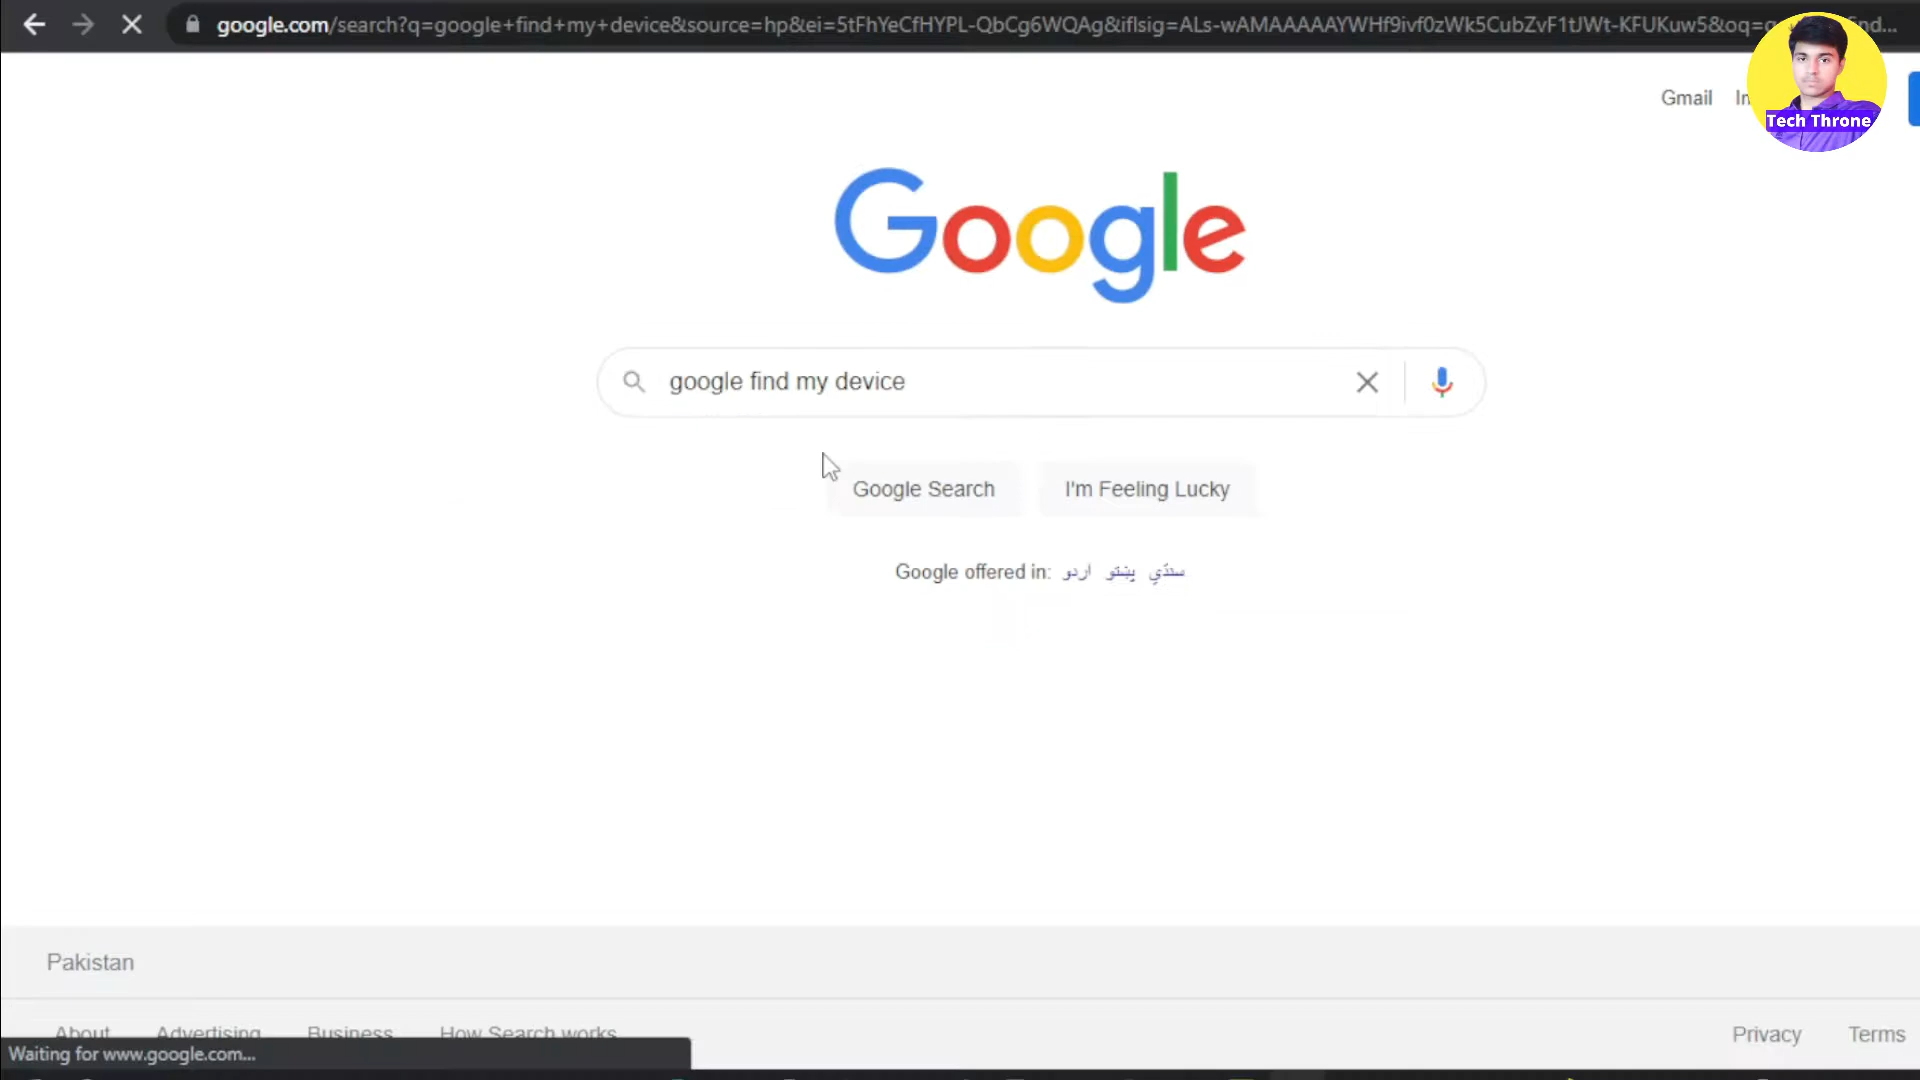 google.com/search?q=google+find+my+device&source=hp&ei=5tFhYeCfHYPL-QbCg6WQAg&iflsig=ALs-wAMAAAAAYWHf9ivf0zWk5CubZvF1tJWt-KFUKuw5&oq=g
Gmail
Tech Throne
Google
google find my device
Google Search I'm Feeling Lucky
Google offered in: اردو پښتو سنڌي
Pakistan
About Advertising Business How Search works Privacy Terms
Waiting for www.google.com...